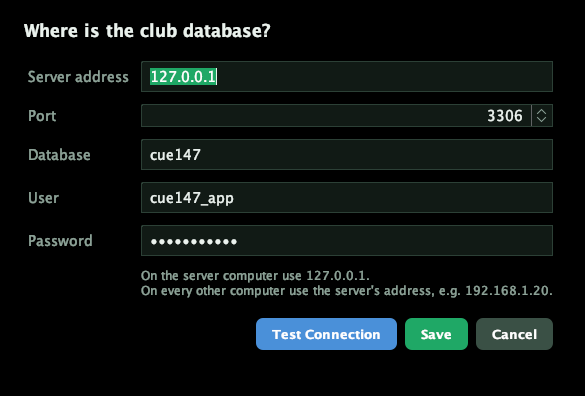 Where is the club database?
Server address 127.0.0.1
Port 3306
Database cue147
User cue147_app
Password •••••••••••
On the server computer use 127.0.0.1.
On every other computer use the server's address, e.g. 192.168.1.20.
Test Connection Save Cancel